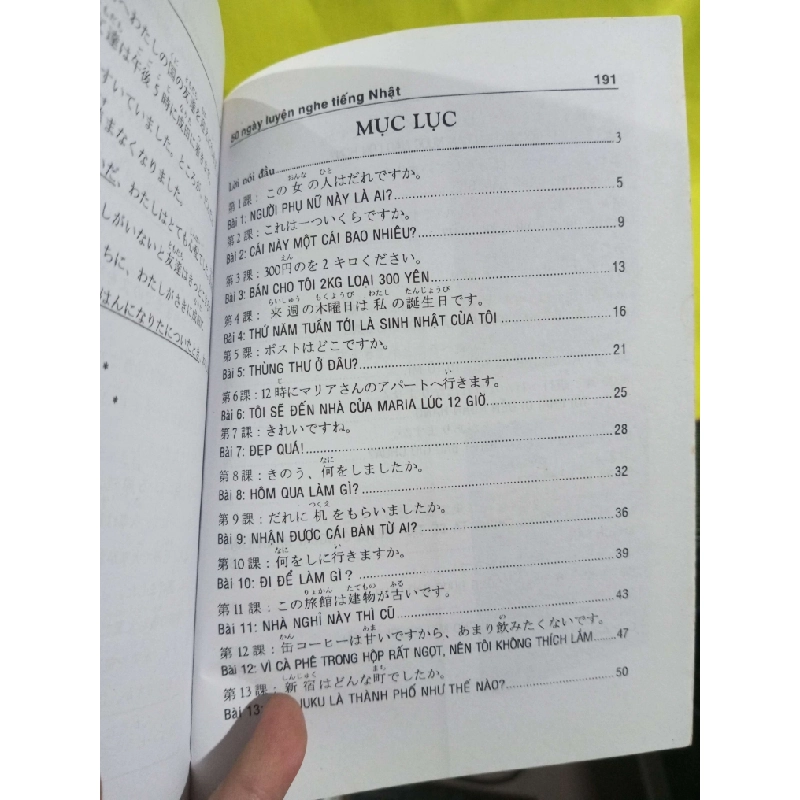 50 ngày luyện nghe tiếng Nhật 191
MỤC LỤC
Lời nói đầu 3
第1課：この女の人はだれですか。
Bài 1: NGƯỜI PHỤ NỮ NÀY LÀ AI? 5
第2課：これは一ついくらですか。
Bài 2: CÁI NÀY MỘT CÁI BAO NHIÊU? 9
第3課：300円のを2キロください。
Bài 3: BÁN CHO TÔI 2KG LOẠI 300 YÊN. 13
第4課：来週の木曜日は私の誕生日です。
Bài 4: THỨ NĂM TUẦN TỚI LÀ SINH NHẬT CỦA TÔI 16
第5課：ポストはどこですか。
Bài 5: THÙNG THƯ Ở ĐÂU? 21
第6課：12時にマリアさんのアパートへ行きます。
Bài 6: TÔI SẼ ĐẾN NHÀ CỦA MARIA LÚC 12 GIỜ. 25
第7課：きれいですね。
Bài 7: ĐẸP QUÁ! 28
第8課：きのう、何をしましたか。
Bài 8: HÔM QUA LÀM GÌ? 32
第9課：だれに机をもらいましたか。
Bài 9: NHẬN ĐƯỢC CÁI BÀN TỪ AI? 36
第10課：何をしに行きますか。
Bài 10: ĐI ĐỂ LÀM GÌ? 39
第11課：この旅館は建物が古いです。
Bài 11: NHÀ NGHỈ NÀY THÌ CŨ 43
第12課：缶コーヒーは甘いですから、あまり飲みたくないです。
Bài 12: VÌ CÀ PHÊ TRONG HỘP RẤT NGỌT, NÊN TÔI KHÔNG THÍCH LẮM 47
第13課：新宿はどんな町でしたか。
Bài 13: JUKU LÀ THÀNH PHỐ NHƯ THẾ NÀO? 50